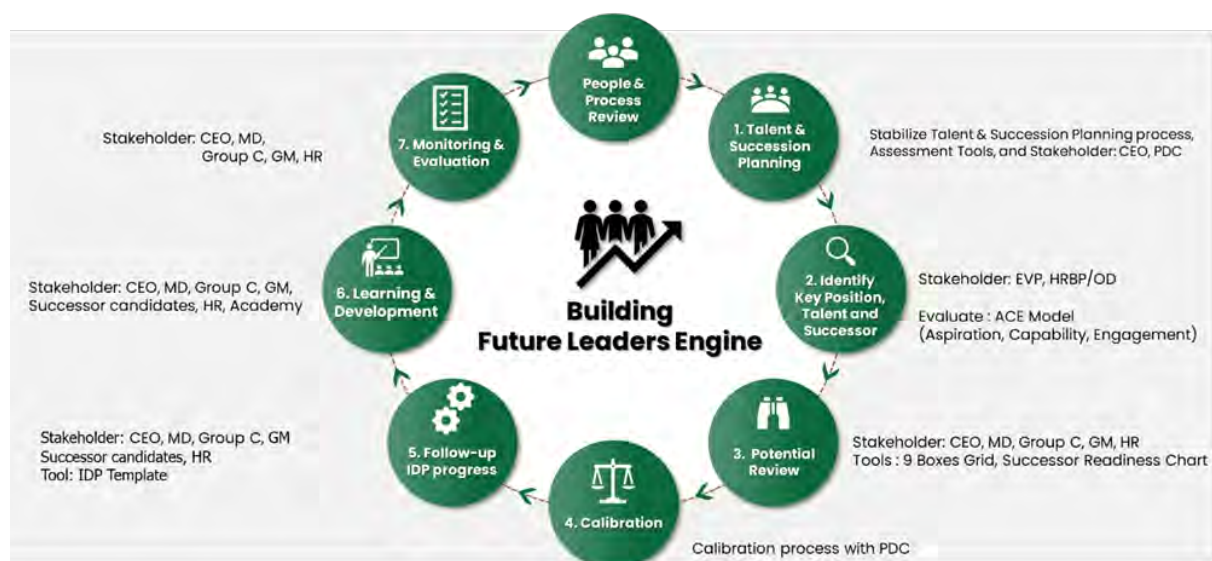 People &
Process
Review
1. Talent &
Succession
Planning
Stabilize Talent & Succession Planning process,
Assessment Tools, and Stakeholder: CEO, PDC
2. Identify
Key Position,
Talent and
Successor
Stakeholder: EVP, HRBP/OD
Evaluate : ACE Model
(Aspiration, Capability, Engagement)
3. Potential
Review
Stakeholder: CEO, MD, Group C, GM, HR
Tools : 9 Boxes Grid, Successor Readiness Chart
4. Calibration
Calibration process with PDC
5. Follow-up
IDP progress
Stakeholder: CEO, MD, Group C, GM
Successor candidates, HR
Tool: IDP Template
6. Learning &
Development
Stakeholder: CEO, MD, Group C, GM,
Successor candidates, HR, Academy
7. Monitoring &
Evaluation
Stakeholder: CEO, MD,
Group C, GM, HR
Building
Future Leaders Engine